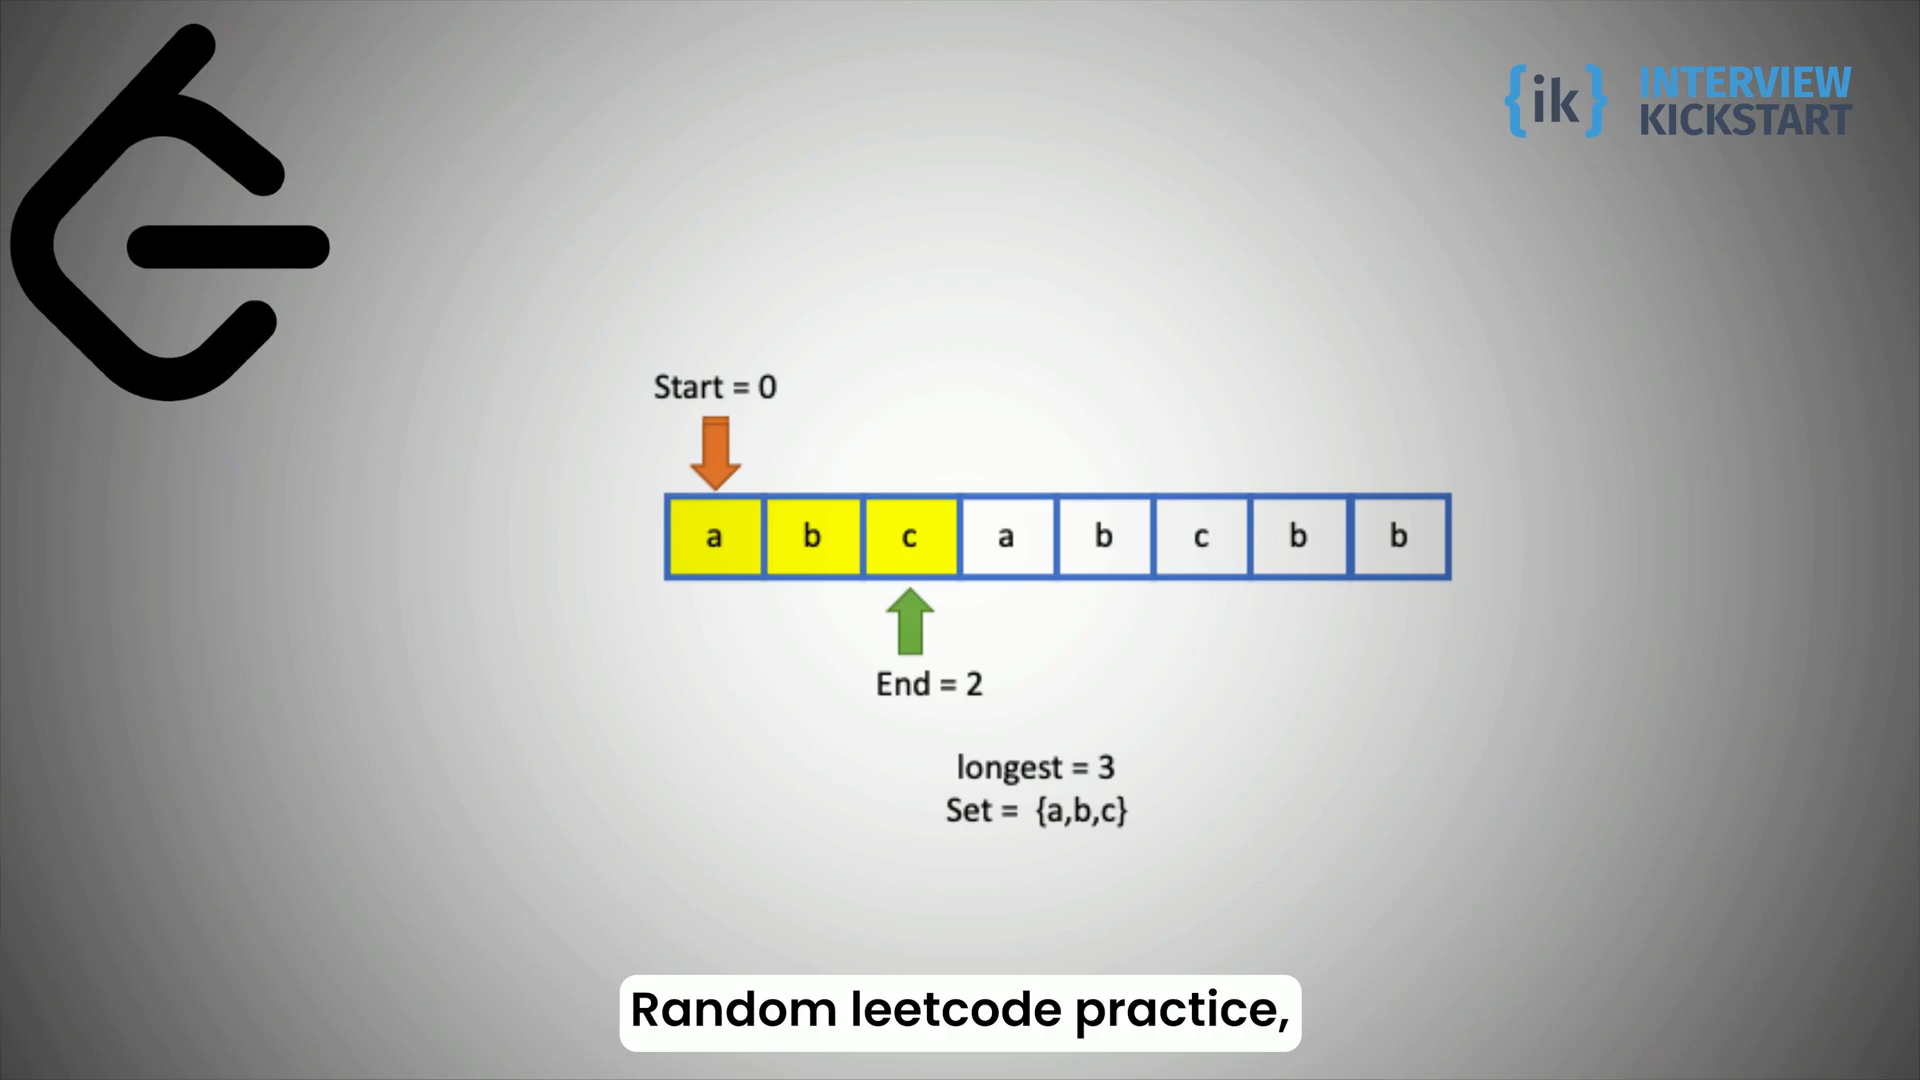 {ik} INTERVIEW
KICKSTART
Start = 0
a b c a b c b b
End = 2
longest = 3
Set = {a,b,c}
Random leetcode practice,